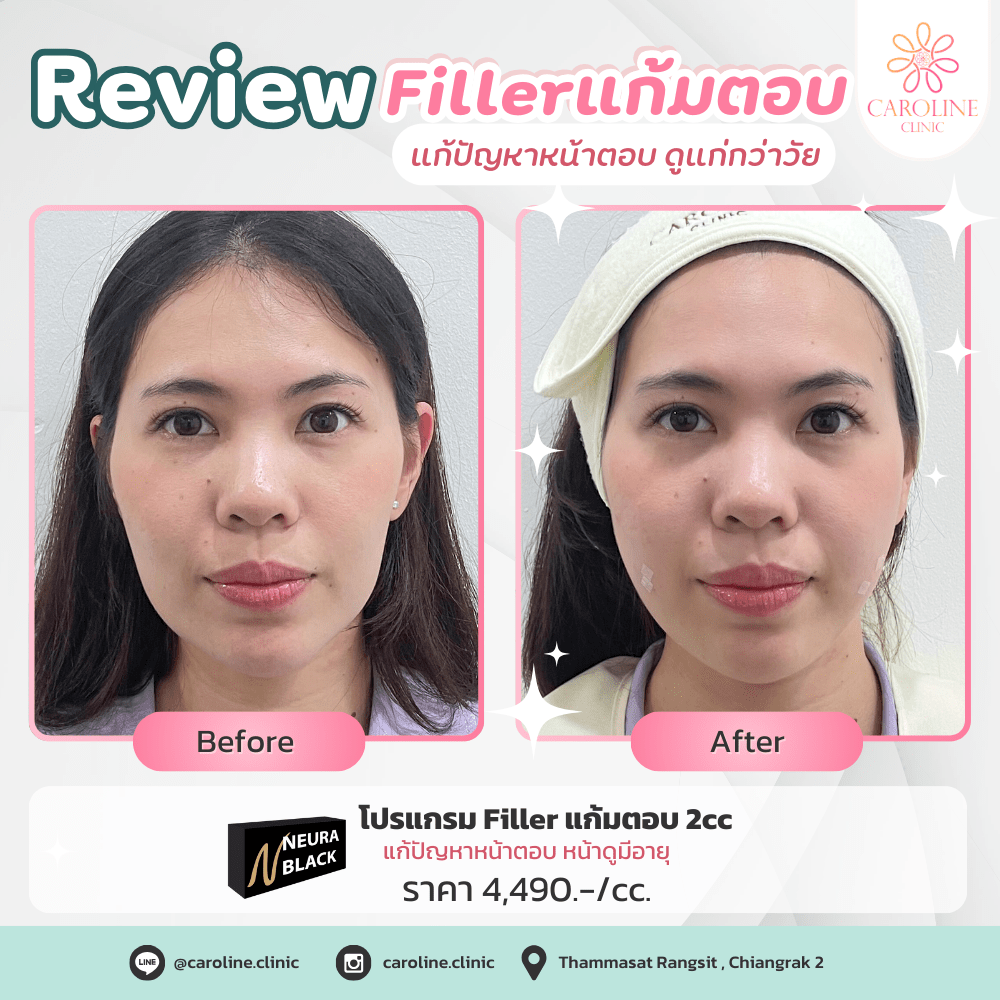 Review Fillerแก้มตอบ
แก้ปัญหาหน้าตอบ ดูแก่กว่าวัย
CAROLINE
CLINIC
CLINIC
Before
After
NEURA
BLACK
โปรแกรม Filler แก้มตอบ 2cc
แก้ปัญหาหน้าตอบ หน้าดูมีอายุ
ราคา 4,490.-/cc.
LINE @caroline.clinic
caroline.clinic
Thammasat Rangsit , Chiangrak 2